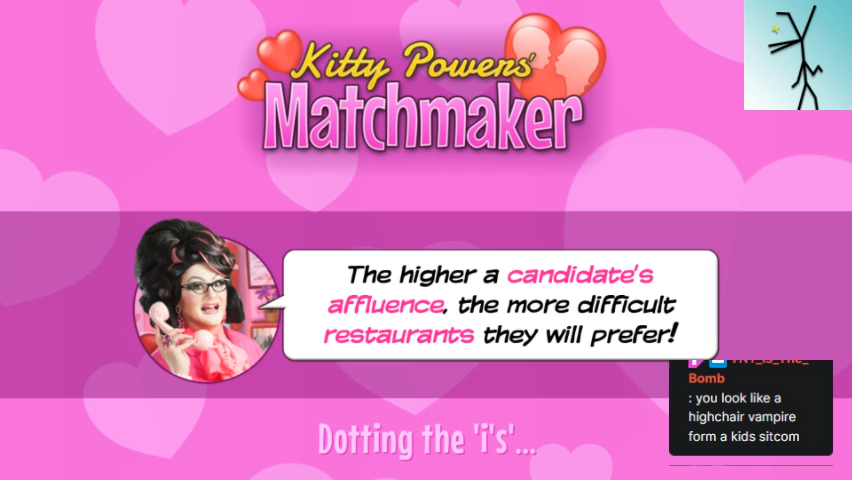 Kitty Powers'
Matchmaker
The higher a candidate's
affluence, the more difficult
restaurants they will prefer!
TNT_Is_The_
Bomb
: you look like a
highchair vampire
form a kids sitcom
Dotting the 'i's'...